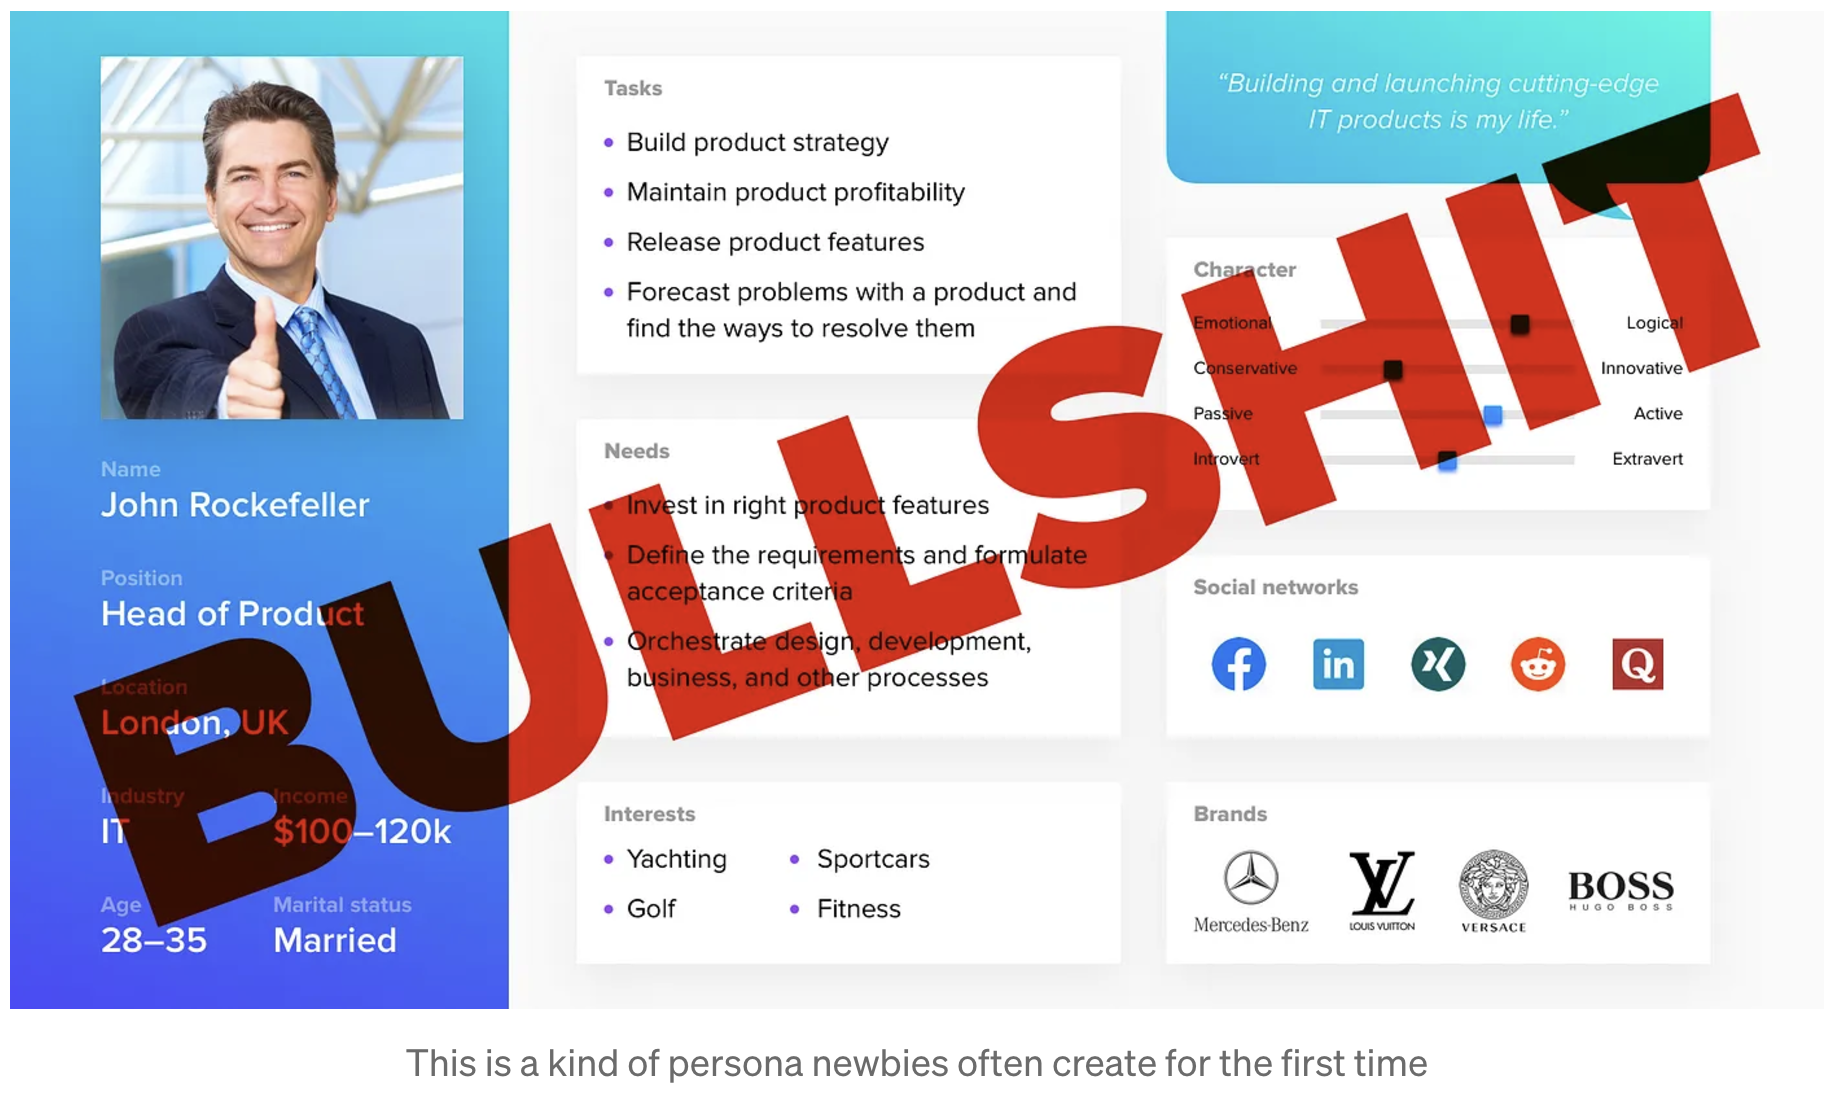 Name
John Rockefeller
Position
Head of Product
Location
London, UK
Industry
Income
IT
$100–120k
Age
Marital status
28–35
Married
Tasks
Build product strategy
Maintain product profitability
Release product features
Forecast problems with a product and
find the ways to resolve them
Needs
Invest in right product features
Define the requirements and formulate
acceptance criteria
Orchestrate design, development,
business, and other processes
Interests
Yachting
Sportcars
Golf
Fitness
“Building and launching cutting-edge
IT products is my life.”
Character
Emotional
Logical
Conservative
Innovative
Passive
Active
Introvert
Extravert
Social networks
f
in
Q
Brands
Mercedes-Benz
LV
LOUIS VUITTON
VERSACE
BOSS
HUGO BOSS
BULLSHIT
This is a kind of persona newbies often create for the first time